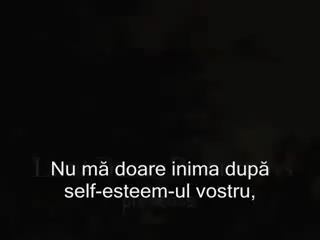 Nu mă doare inima după
self-esteem-ul vostru,